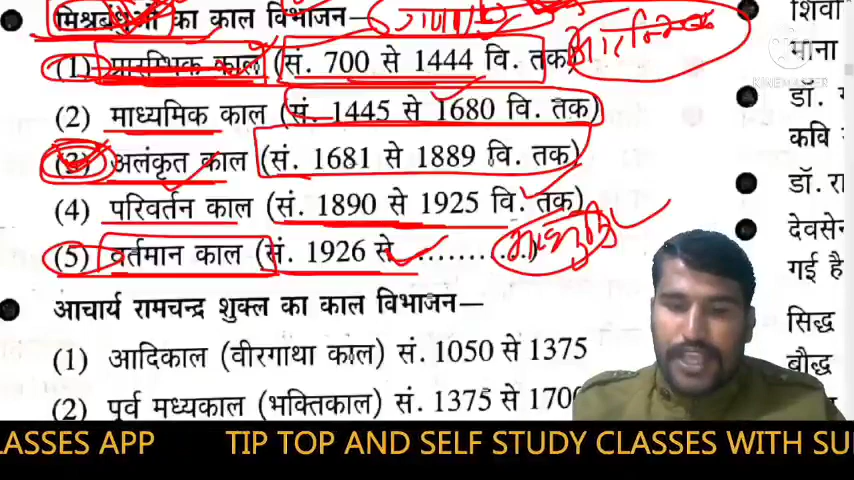 मिश्रबंधुओं का काल विभाजन–
(1) प्रारम्भिक काल (सं. 700 से 1444 वि. तक)
(2) माध्यमिक काल (सं. 1445 से 1680 वि. तक)
(3) अलंकृत काल (सं. 1681 से 1889 वि. तक)
(4) परिवर्तन काल (सं. 1890 से 1925 वि. तक)
(5) वर्तमान काल (सं. 1926 से ............)
आचार्य रामचन्द्र शुक्ल का काल विभाजन–
(1) आदिकाल (वीरगाथा काल) सं. 1050 से 1375
(2) पूर्व मध्यकाल (भक्तिकाल) सं. 1375 से 1700
माना
डॉ.
कवि
डॉ. रा
देवसेन
गई है
सिद्ध
बौद्ध
KINEMASTER
LASSES APP TIP TOP AND SELF STUDY CLASSES WITH SU